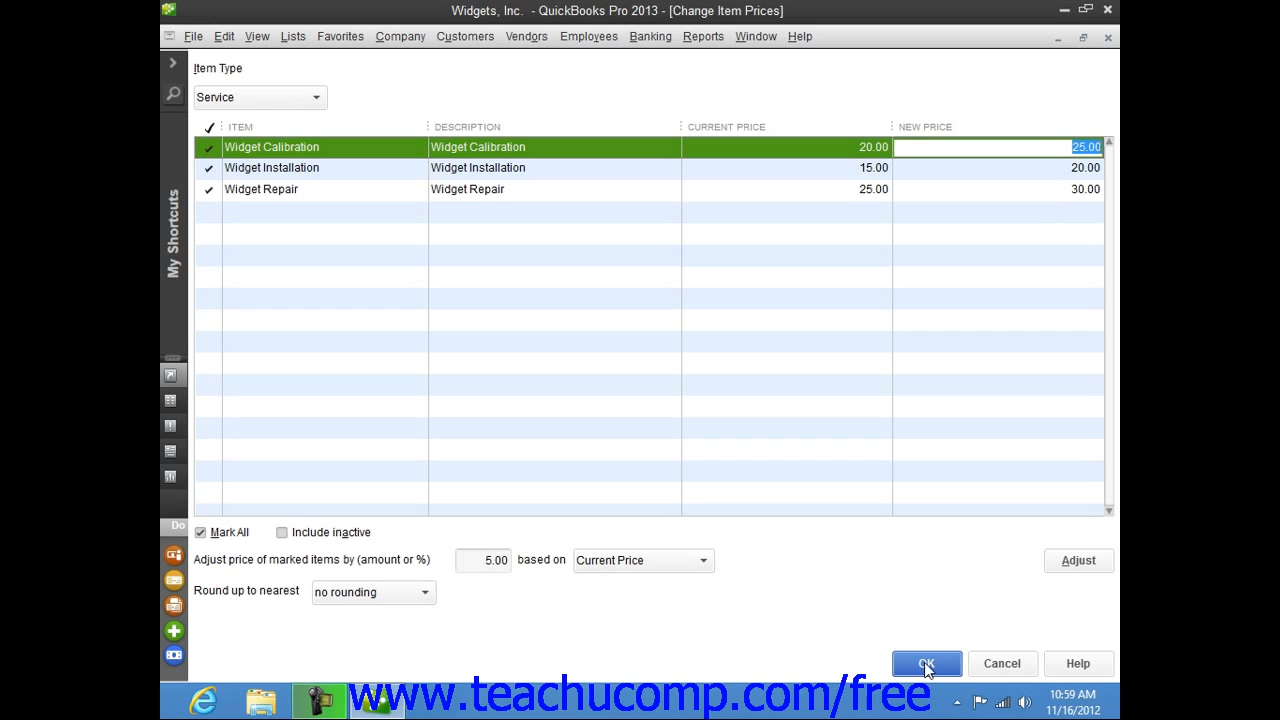 Widgets, Inc. - QuickBooks Pro 2013 - [Change Item Prices]
File Edit View Lists Favorites Company Customers Vendors Employees Banking Reports Window Help
Item Type
Service
ITEM DESCRIPTION CURRENT PRICE NEW PRICE
Widget Calibration Widget Calibration 20.00 25.00
Widget Installation Widget Installation 15.00 20.00
Widget Repair Widget Repair 25.00 30.00
My Shortcuts
Do
Mark All Include inactive
Adjust price of marked items by (amount or %) 5.00 based on Current Price Adjust
Round up to nearest no rounding
OK Cancel Help
www.teachucomp.com/free
10:59 AM
11/16/2012